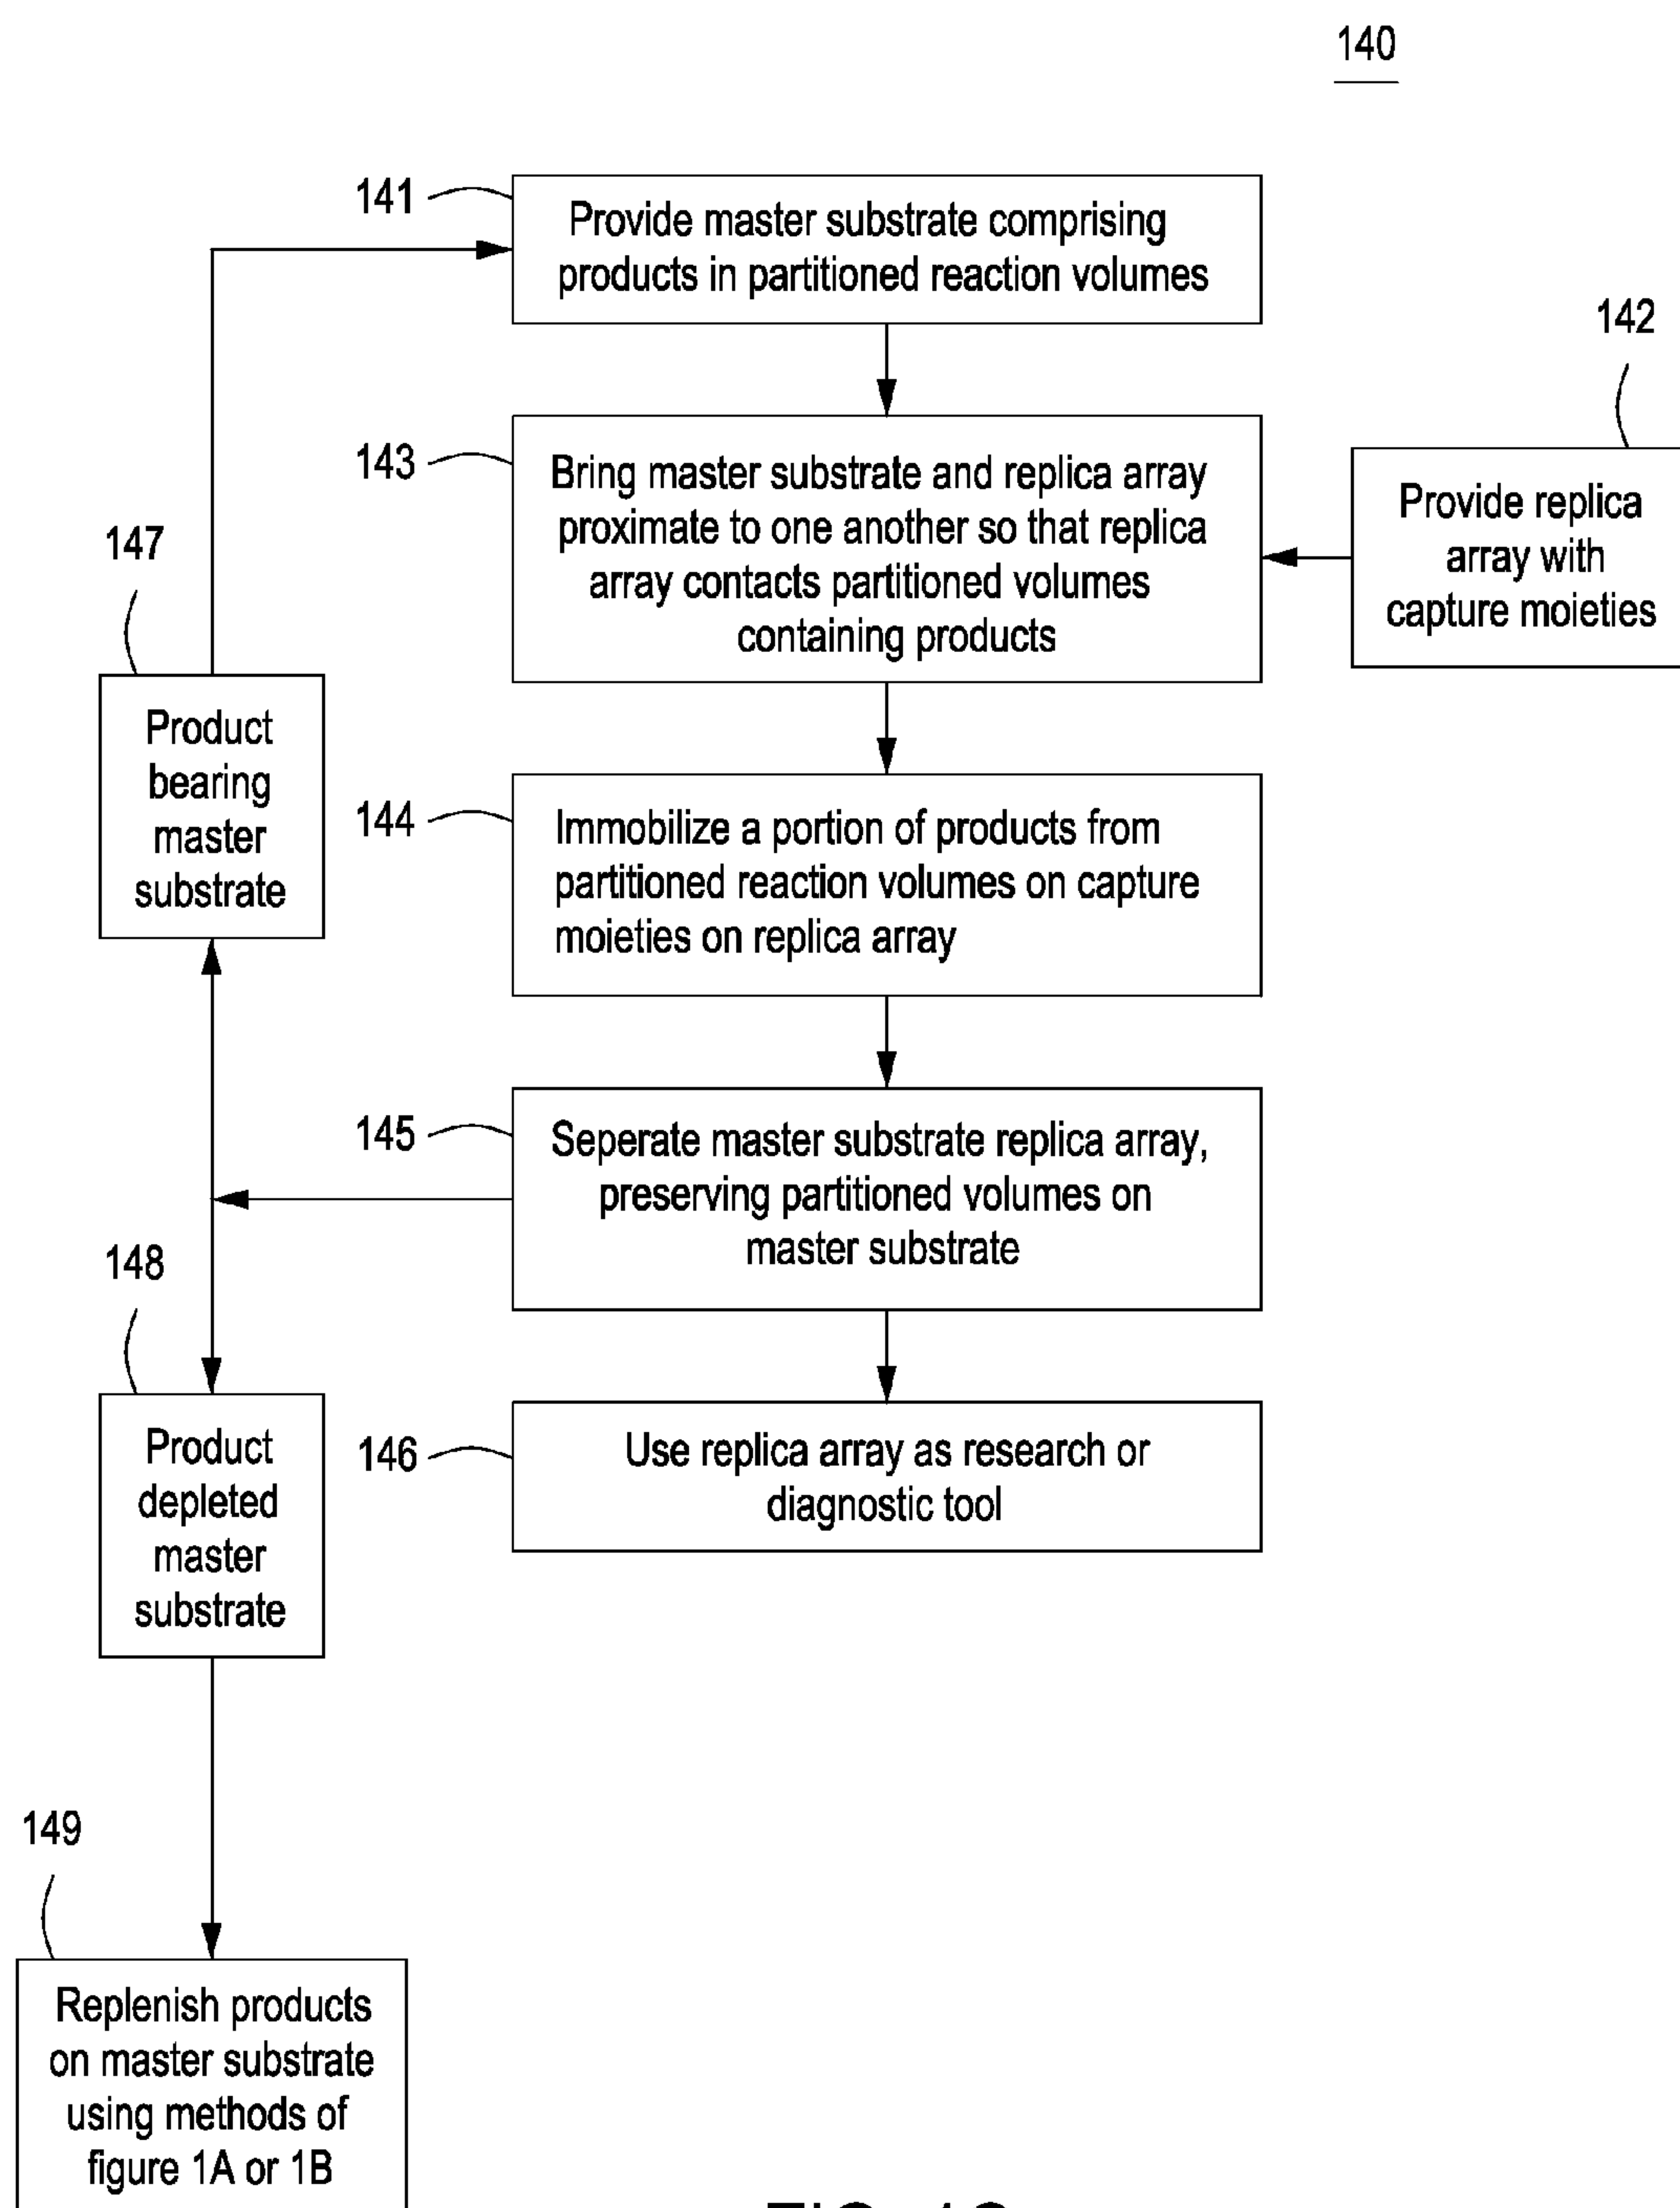 140
141
Provide master substrate comprising
products in partitioned reaction volumes
142
Provide replica
array with
capture moieties
143
Bring master substrate and replica array
proximate to one another so that replica
array contacts partitioned volumes
containing products
147
Product
bearing
master
substrate
144
Immobilize a portion of products from
partitioned reaction volumes on capture
moieties on replica array
145
Seperate master substrate replica array,
preserving partitioned volumes on
master substrate
148
Product
depleted
master
substrate
146
Use replica array as research or
diagnostic tool
149
Replenish products
on master substrate
using methods of
figure 1A or 1B